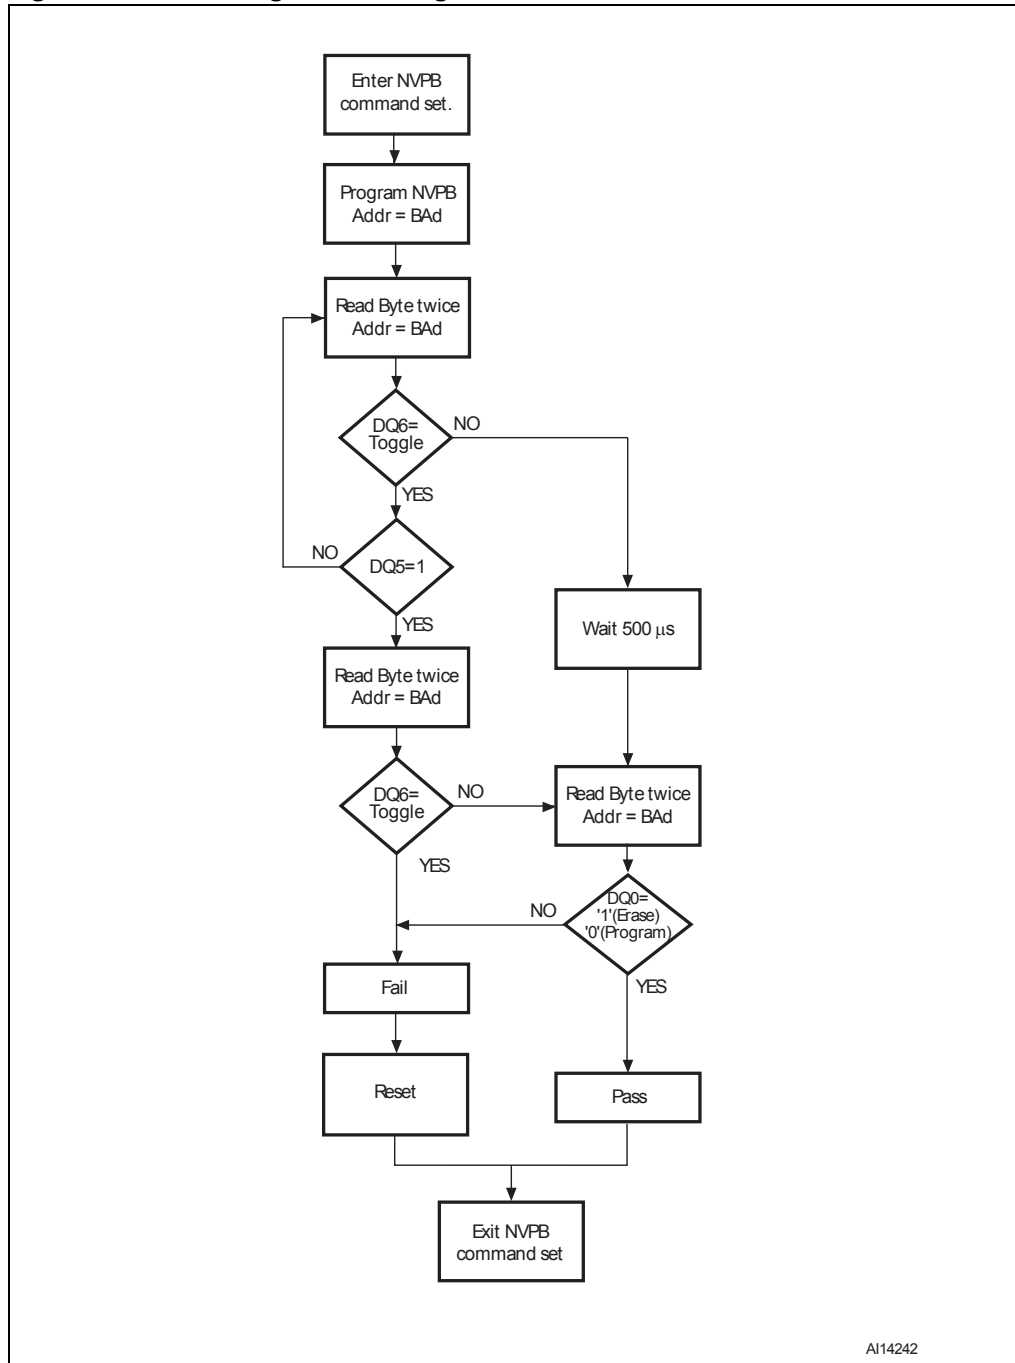 Enter NVPB
command set.
Program NVPB
Addr = BAd
Read Byte twice
Addr = BAd
DQ6=
Toggle
NO
YES
DQ5=1
NO
YES
Wait 500 µs
Read Byte twice
Addr = BAd
DQ6=
Toggle
NO
YES
Read Byte twice
Addr = BAd
DQ0=
'1'(Erase)
'0'(Program)
NO
YES
Fail
Reset
Pass
Exit NVPB
command set
AI14242